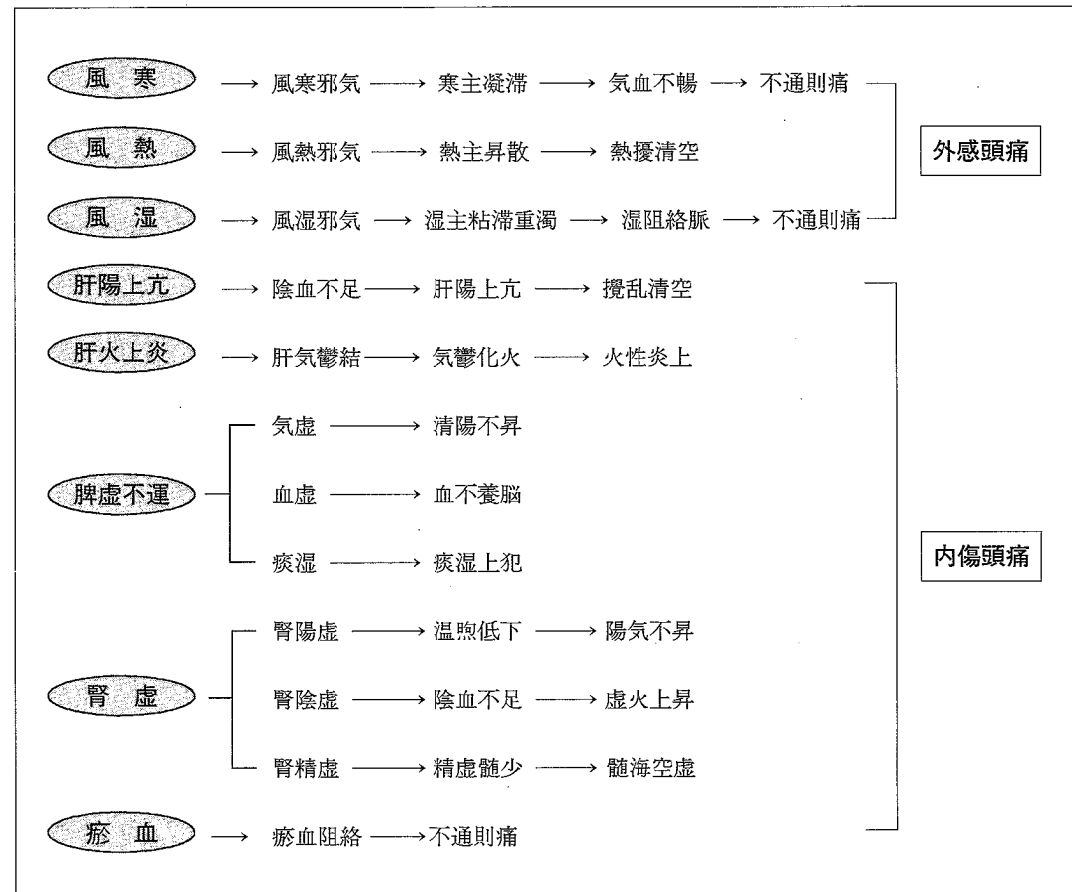 風 寒 → 風寒邪気 → 寒主凝滞 → 気血不暢 → 不通則痛
風 熱 → 風熱邪気 → 熱主昇散 → 熱擾清空
外感頭痛
風 湿 → 風湿邪気 → 湿主粘滞重濁 → 湿阻絡脈 → 不通則痛
肝陽上亢 → 陰血不足 → 肝陽上亢 → 攪乱清空
肝火上炎 → 肝気鬱結 → 気鬱化火 → 火性炎上
気虚 → 清陽不昇
脾虚不運 血虚 → 血不養脳
痰湿 → 痰湿上犯
内傷頭痛
腎陽虚 → 温煦低下 → 陽気不昇
腎 虚 腎陰虚 → 陰血不足 → 虚火上昇
腎精虚 → 精虚髄少 → 髄海空虚
瘀 血 → 瘀血阻絡 → 不通則痛